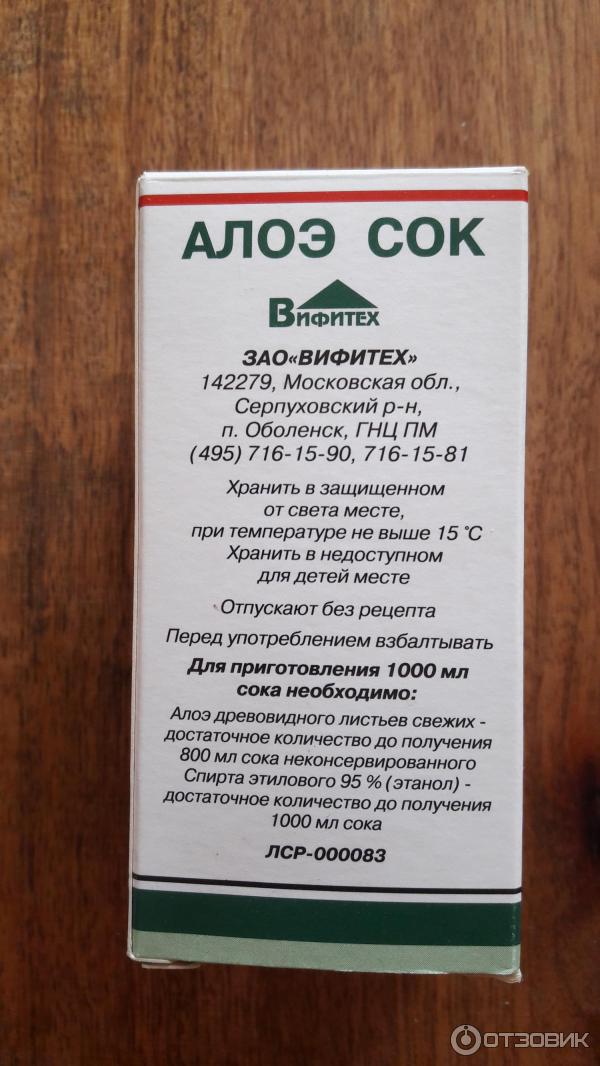 АЛОЭ СОК
ВИФИТЕХ
ЗАО«ВИФИТЕХ»
142279, Московская обл.,
Серпуховский р-н,
п. Оболенск, ГНЦ ПМ
(495) 716-15-90, 716-15-81
Хранить в защищенном
от света месте,
при температуре не выше 15 °С
Хранить в недоступном
для детей месте
Отпускают без рецепта
Перед употреблением взбалтывать
Для приготовления 1000 мл
сока необходимо:
Алоэ древовидного листьев свежих -
достаточное количество до получения
800 мл сока неконсервированного
Спирта этилового 95 % (этанол) -
достаточное количество до получения
1000 мл сока
ЛСР-000083
ОТЗОВИК